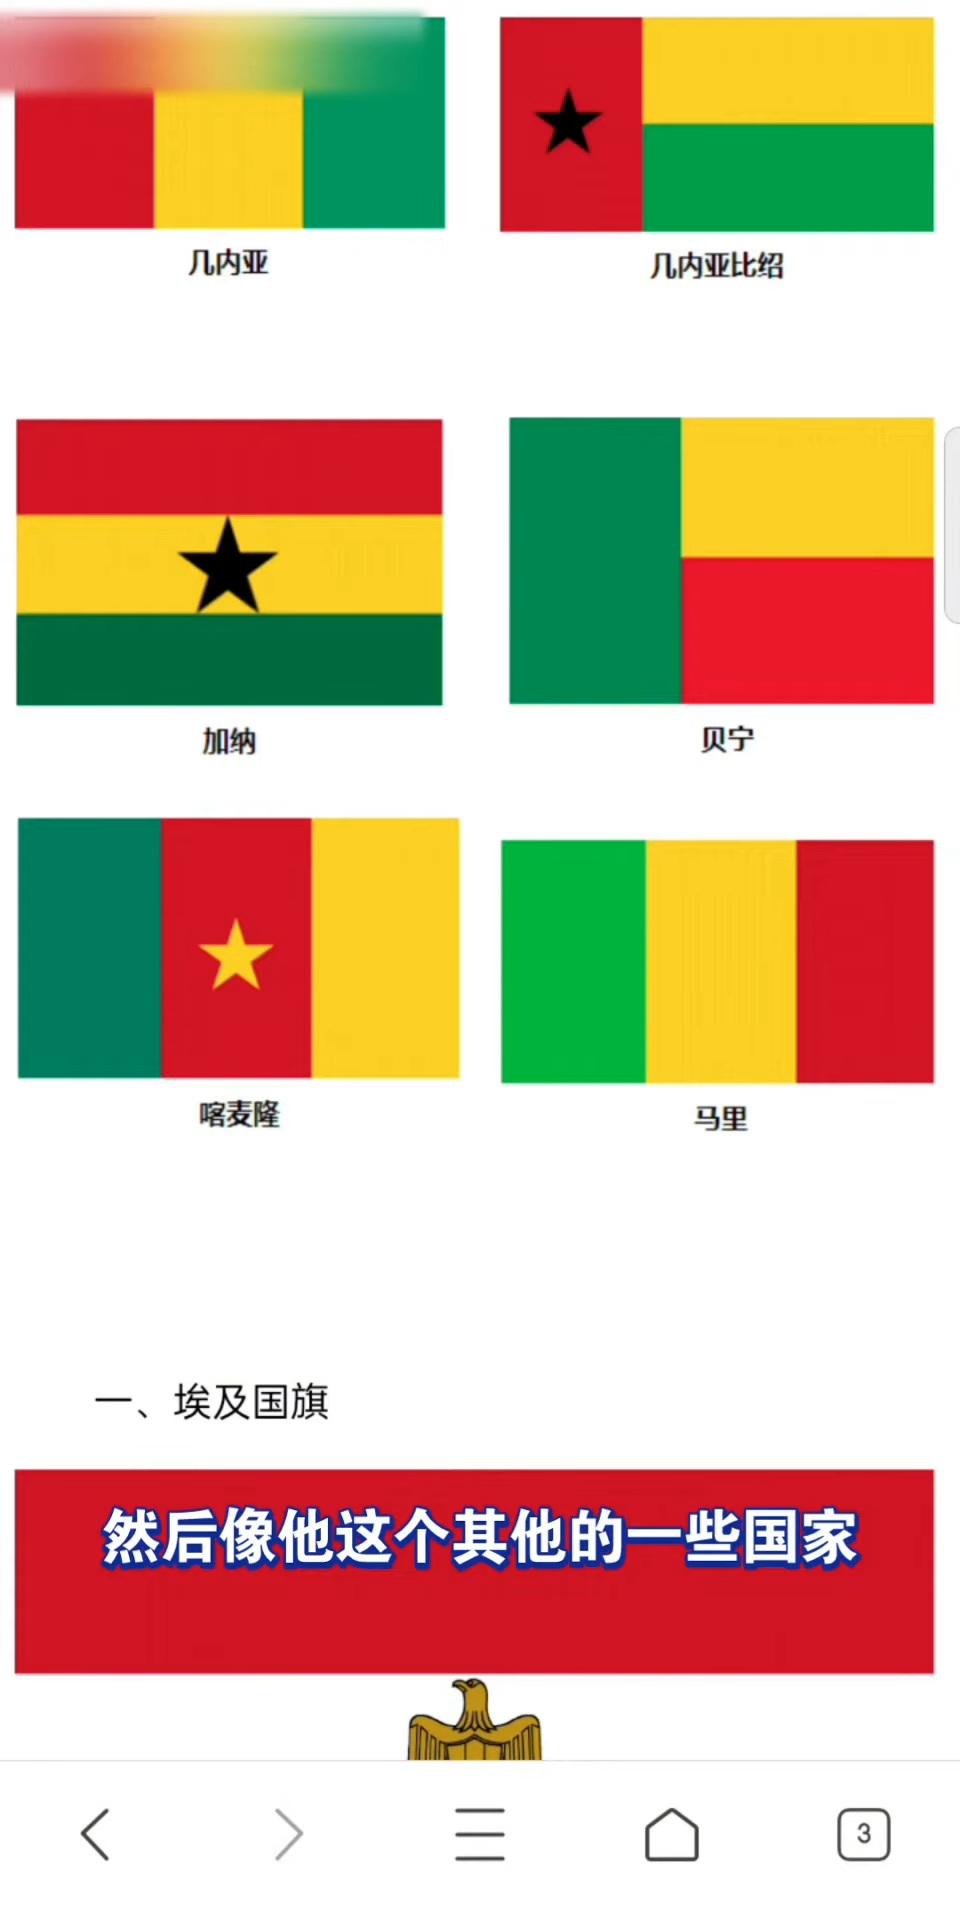 几内亚
几内亚比绍
加纳
贝宁
喀麦隆
马里
一、埃及国旗
然后像他这个其他的一些国家
3